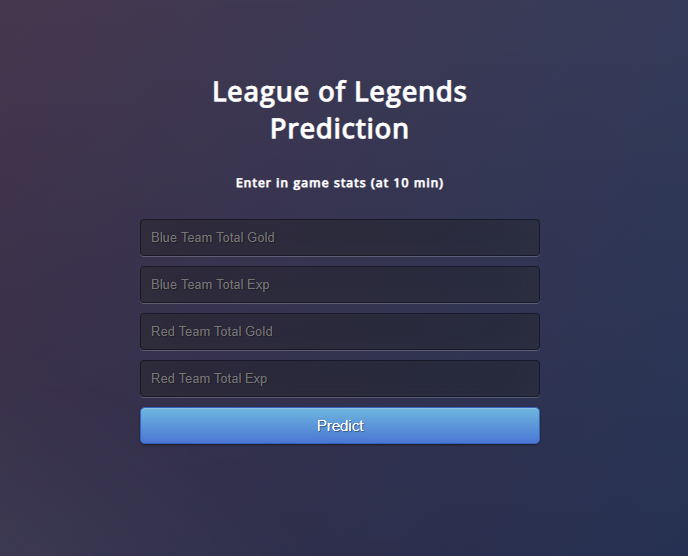 League of Legends
Prediction
Enter in game stats (at 10 min)
Blue Team Total Gold
Blue Team Total Exp
Red Team Total Gold
Red Team Total Exp
Predict